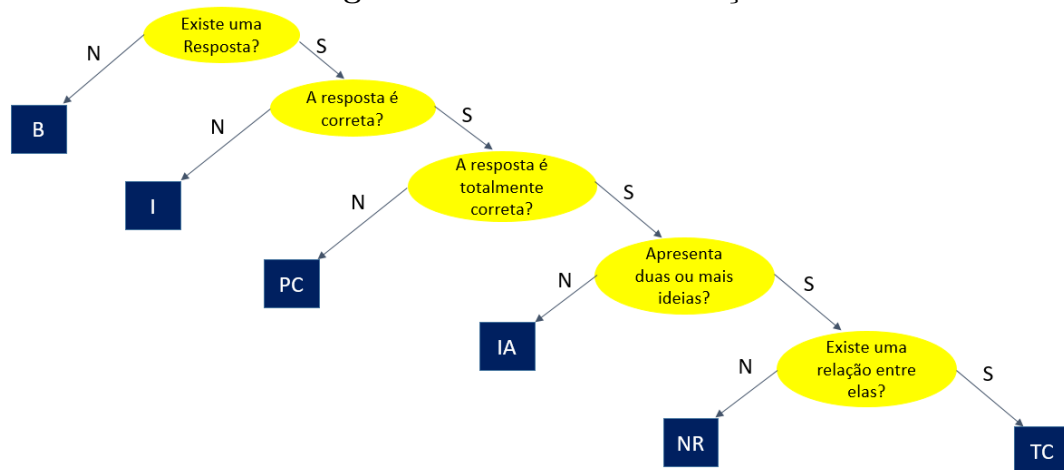 Existe uma
Resposta?
N
S
A resposta é
correta?
B
N
S
A resposta é
totalmente
correta?
I
N
S
Apresenta
duas ou mais
ideias?
PC
N
S
IA
Existe uma
relação entre
elas?
N
S
NR
TC